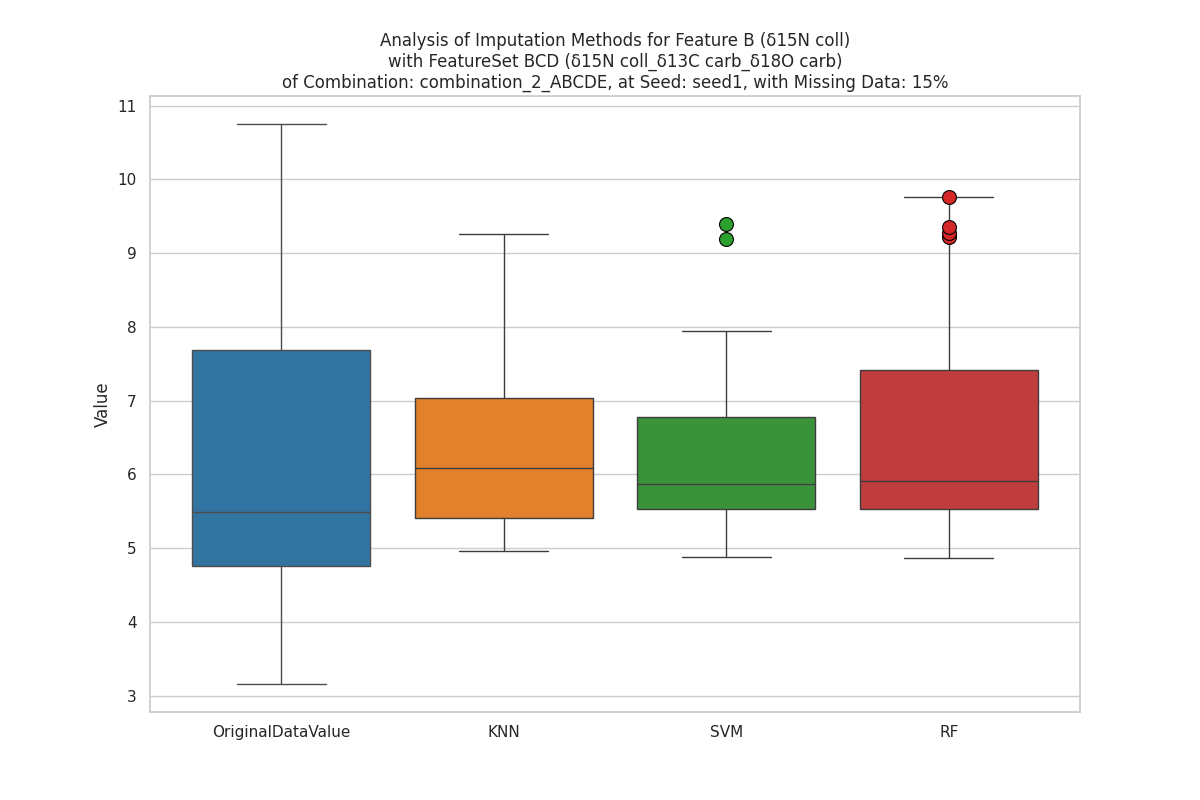 Analysis of Imputation Methods for Feature B (δ15N coll)
with FeatureSet BCD (δ15N coll_δ13C carb_δ18O carb)
of Combination: combination_2_ABCDE, at Seed: seed1, with Missing Data: 15%
11
10
9
8
7
6
5
4
3
Value
OriginalDataValue
KNN
SVM
RF